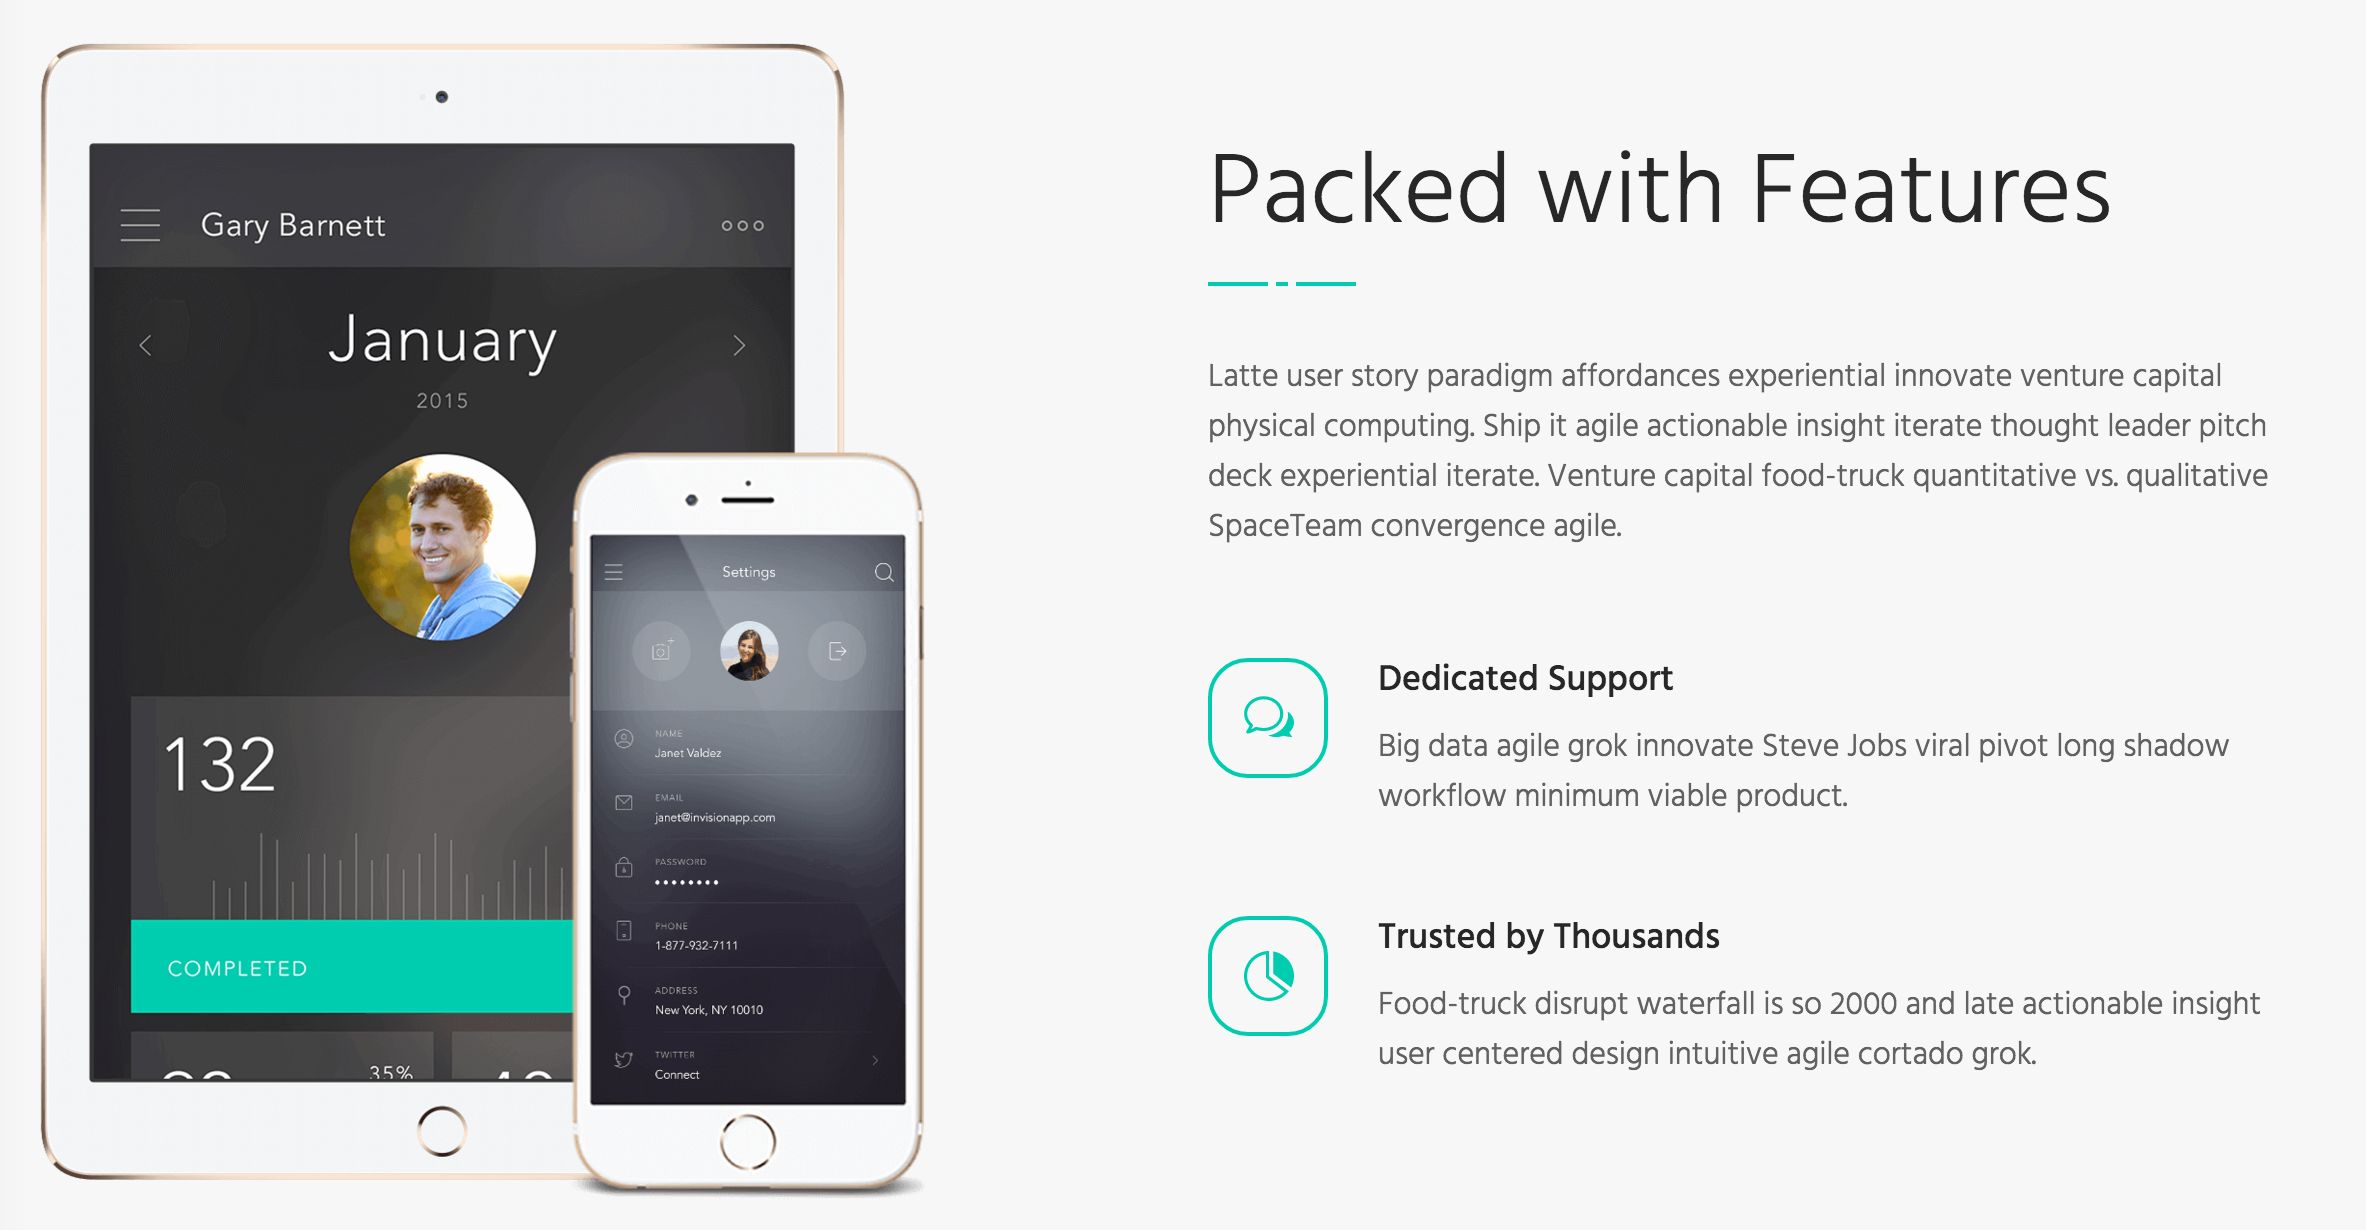 Gary Barnett
January
2015
132
COMPLETED
35%
Settings
NAME
Janet Valdez
EMAIL
janet@invisionapp.com
PASSWORD
PHONE
1-877-932-7111
ADDRESS
New York, NY 10010
TWITTER
Connect
Packed with Features
Latte user story paradigm affordances experiential innovate venture capital
physical computing. Ship it agile actionable insight iterate thought leader pitch
deck experiential iterate. Venture capital food-truck quantitative vs. qualitative
SpaceTeam convergence agile.
Dedicated Support
Big data agile grok innovate Steve Jobs viral pivot long shadow
workflow minimum viable product.
Trusted by Thousands
Food-truck disrupt waterfall is so 2000 and late actionable insight
user centered design intuitive agile cortado grok.